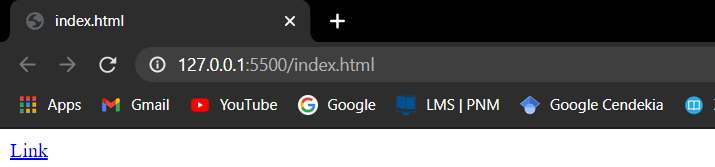 index.html
127.0.0.1:5500/index.html
Apps Gmail YouTube Google LMS | PNM Google Cendekia
Link